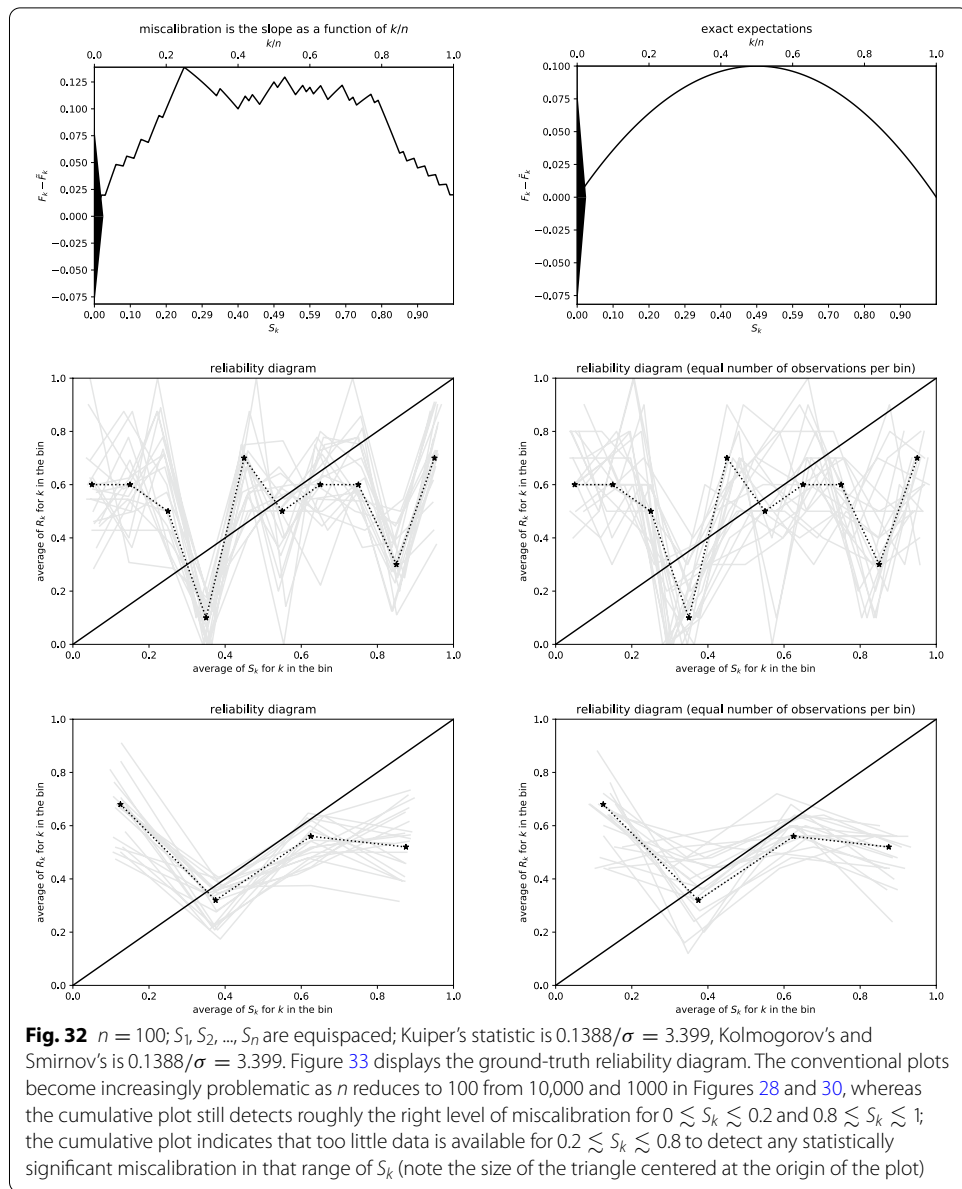 miscalibration is the slope as a function of k/n
k/n
0.0 0.2 0.4 0.6 0.8 1.0
0.125
0.100
0.075
0.050
0.025
0.000
−0.025
−0.050
−0.075
F_k − F̃_k
0.00 0.10 0.20 0.29 0.40 0.50 0.60 0.70 0.80 0.90
S_k
exact expectations
k/n
0.0 0.2 0.4 0.6 0.8 1.0
0.100
0.075
0.050
0.025
0.000
−0.025
−0.050
−0.075
F_k − F̃_k
0.00 0.10 0.20 0.29 0.39 0.49 0.59 0.69 0.80 0.90
S_k
reliability diagram
1.0
0.8
0.6
0.4
0.2
0.0
average of R_k for k in the bin
0.0 0.2 0.4 0.6 0.8 1.0
average of S_k for k in the bin
reliability diagram (equal number of observations per bin)
1.0
0.8
0.6
0.4
0.2
0.0
average of R_k for k in the bin
0.0 0.2 0.4 0.6 0.8 1.0
average of S_k for k in the bin
reliability diagram
1.0
0.8
0.6
0.4
0.2
0.0
average of R_k for k in the bin
0.0 0.2 0.4 0.6 0.8 1.0
average of S_k for k in the bin
reliability diagram (equal number of observations per bin)
1.0
0.8
0.6
0.4
0.2
0.0
average of R_k for k in the bin
0.0 0.2 0.4 0.6 0.8 1.0
average of S_k for k in the bin
Fig. 32 n = 100; S₁, S₂, ..., Sₙ are equispaced; Kuiper's statistic is 0.1388/σ = 3.399, Kolmogorov's and
Smirnov's is 0.1388/σ = 3.399. Figure 33 displays the ground-truth reliability diagram. The conventional plots
become increasingly problematic as n reduces to 100 from 10,000 and 1000 in Figures 28 and 30, whereas
the cumulative plot still detects roughly the right level of miscalibration for 0 ≲ S_k ≲ 0.2 and 0.8 ≲ S_k ≲ 1;
the cumulative plot indicates that too little data is available for 0.2 ≲ S_k ≲ 0.8 to detect any statistically
significant miscalibration in that range of S_k (note the size of the triangle centered at the origin of the plot)